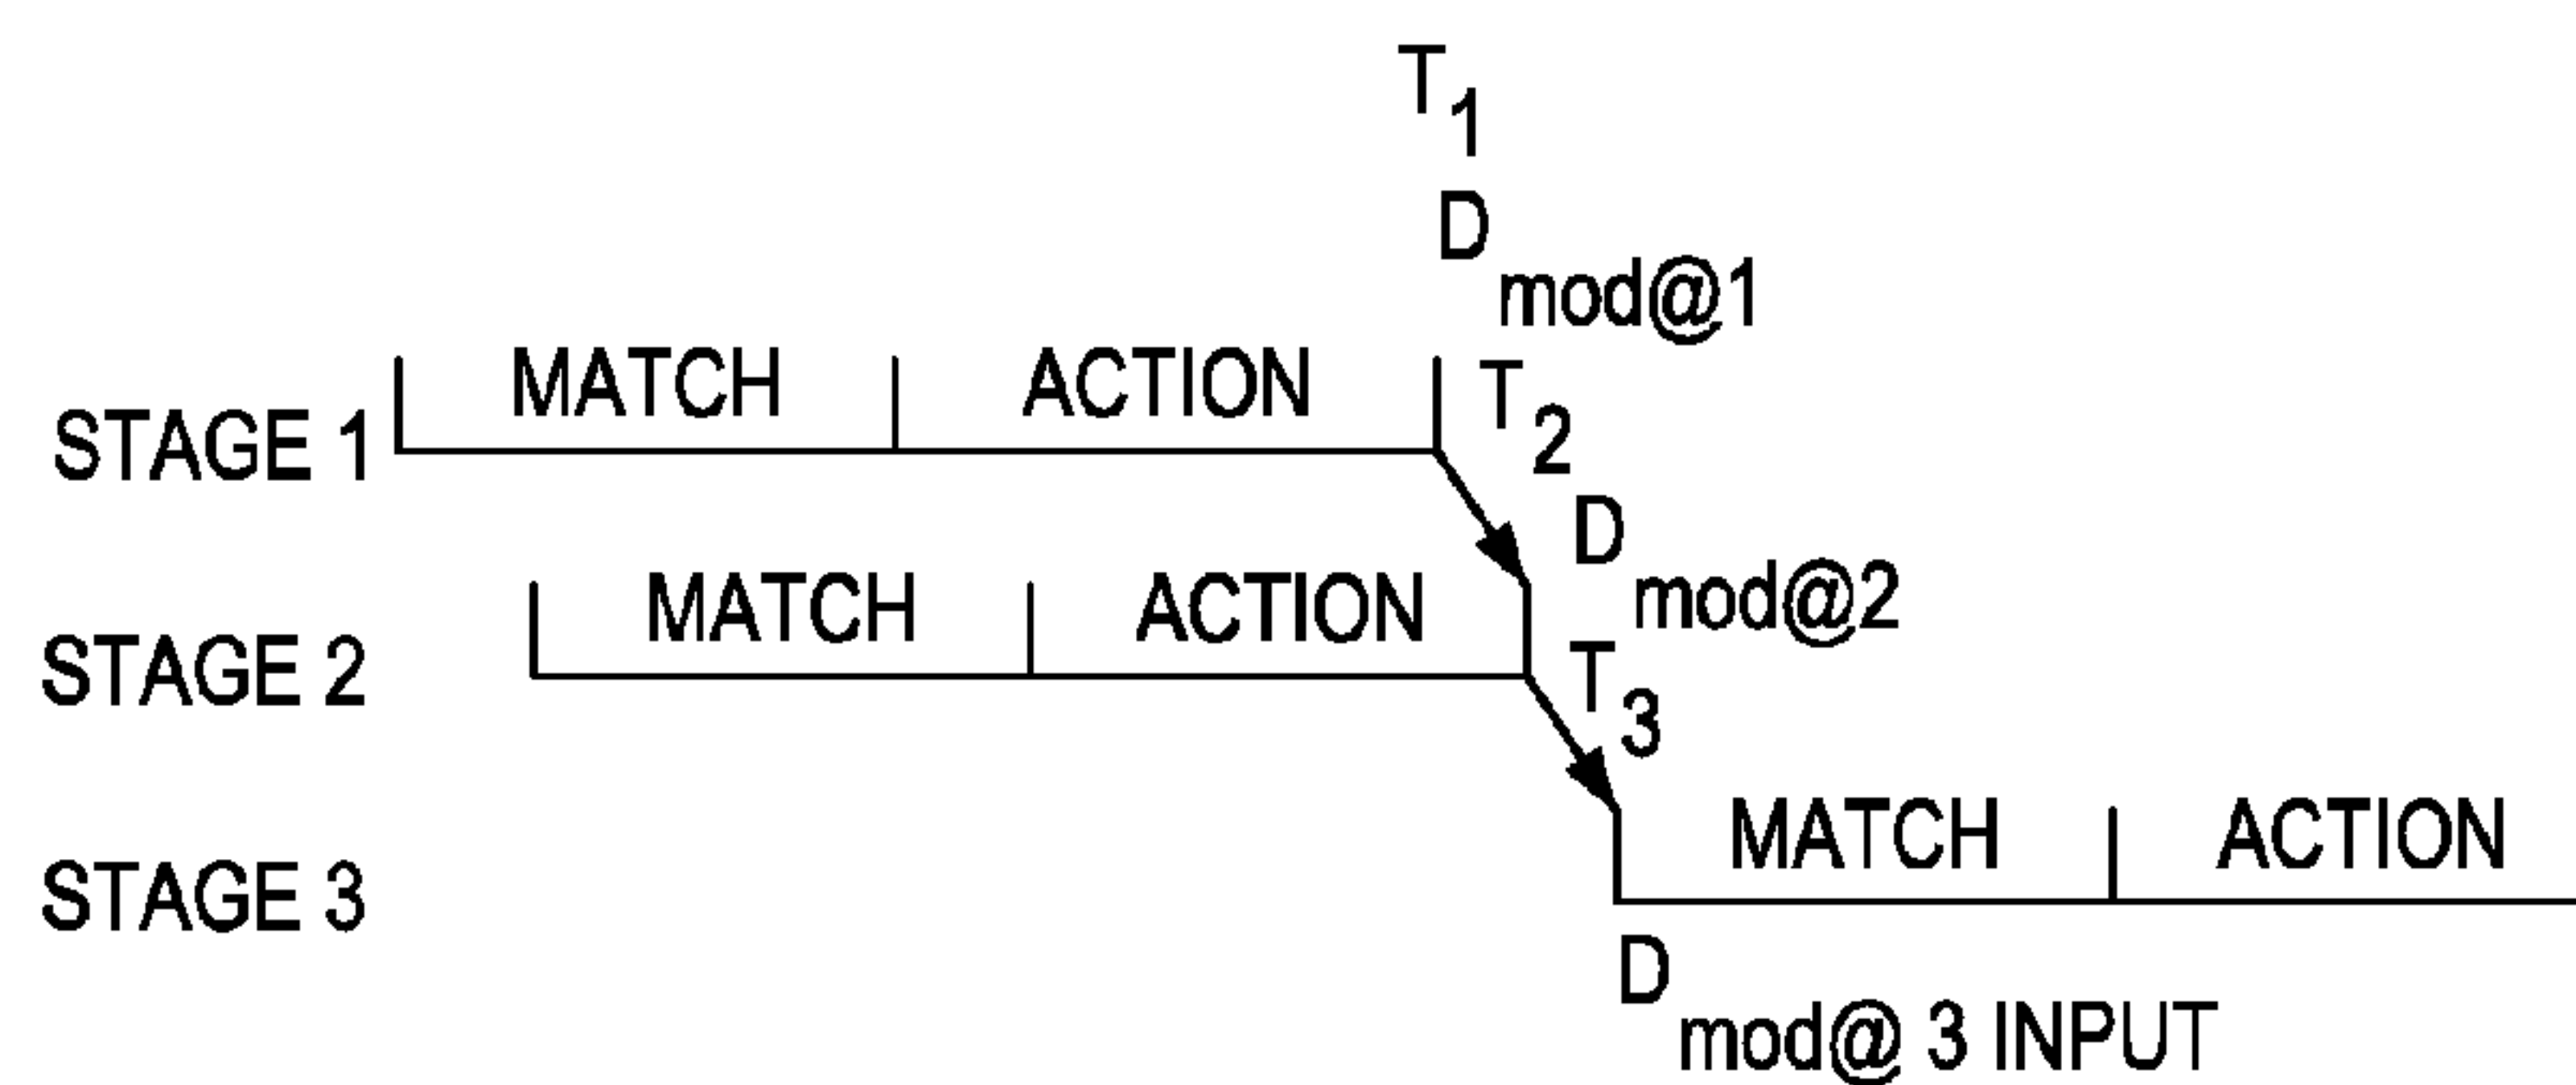 T1
Dmod@1
STAGE 1 MATCH ACTION T2
Dmod@2
STAGE 2 MATCH ACTION T3
STAGE 3 MATCH ACTION
Dmod@ 3 INPUT